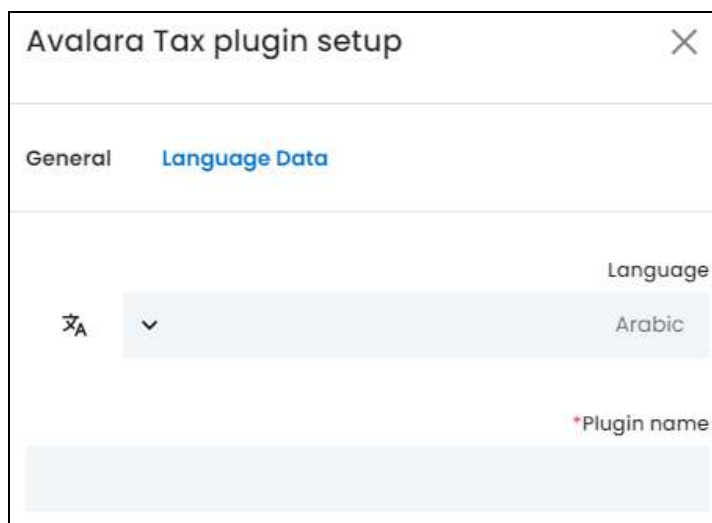 Avalara Tax plugin setup
General Language Data
Language
Arabic
*Plugin name